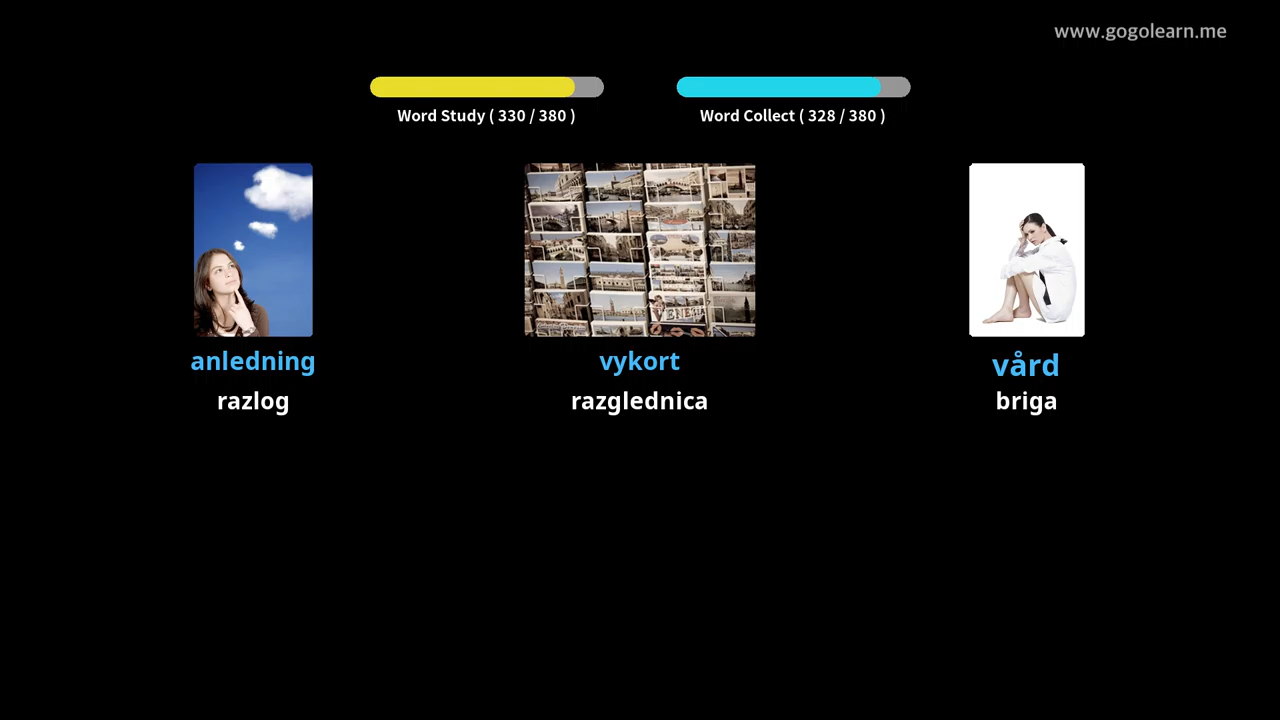 www.gogolearn.me
Word Study ( 330 / 380 )
Word Collect ( 328 / 380 )
anledning
vykort
vård
razlog
razglednica
briga